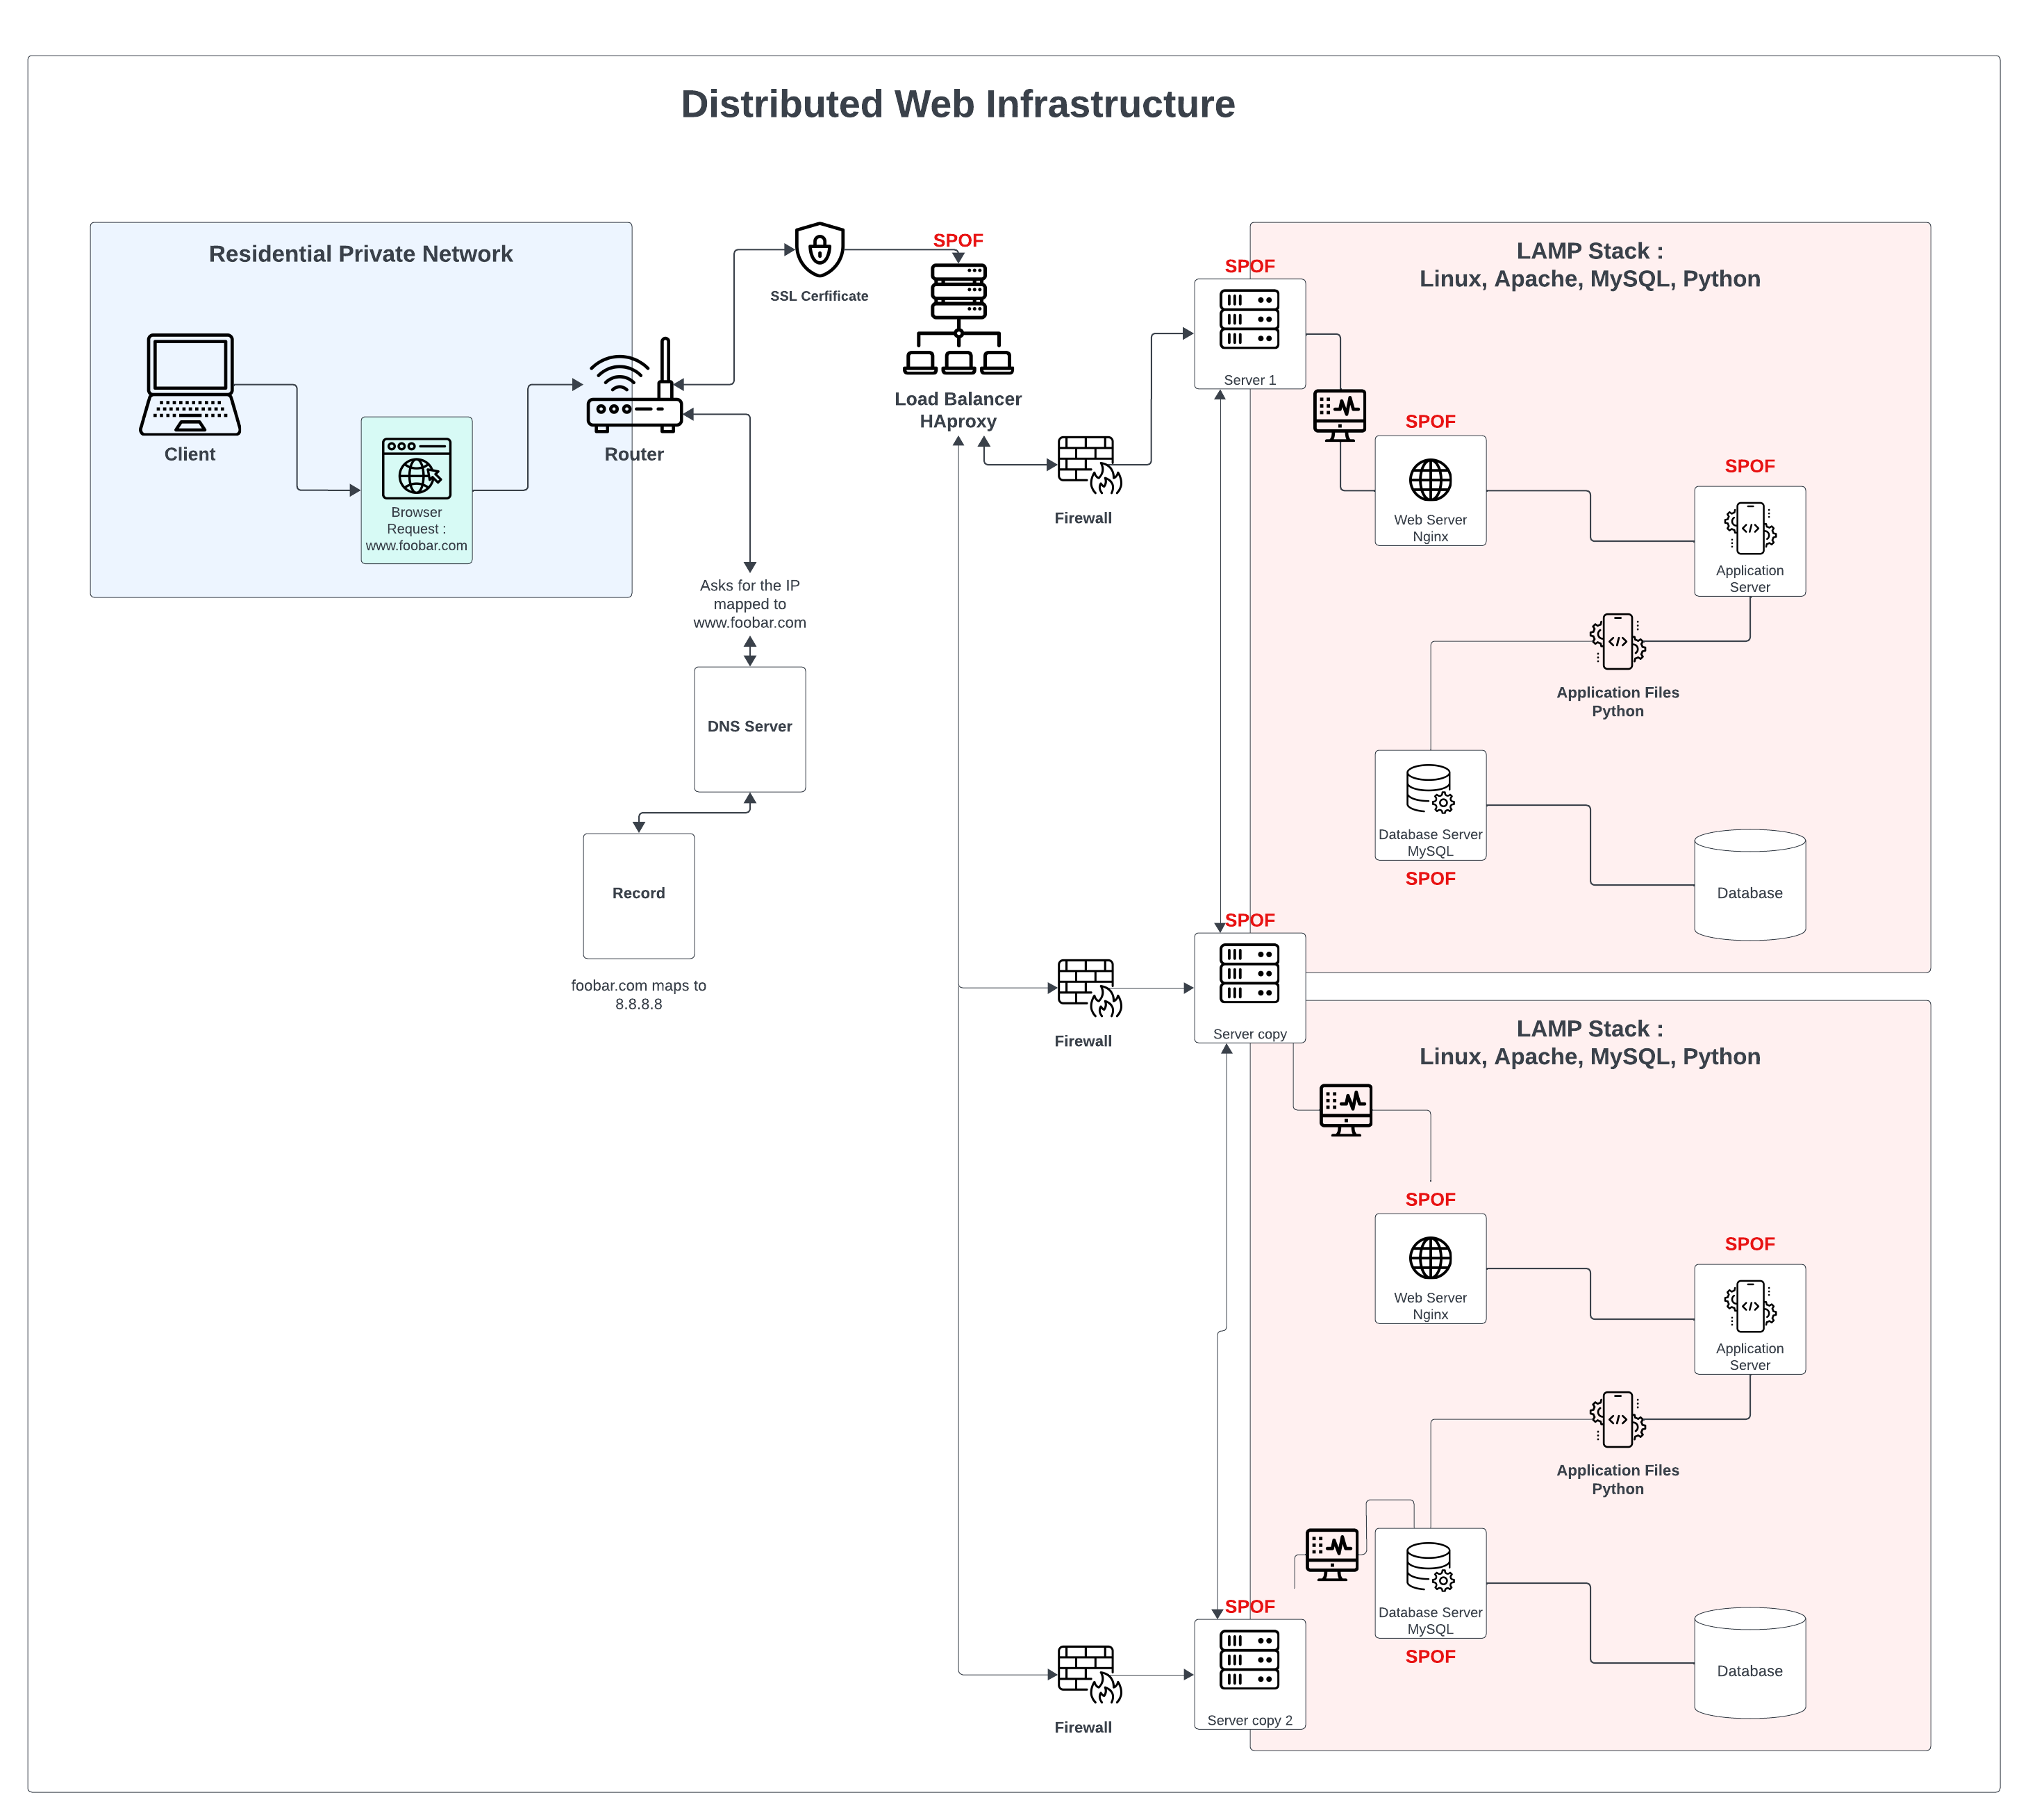 Distributed Web Infrastructure
Residential Private Network
Client
Browser
Request :
www.foobar.com
Router
SSL Cerfificate
SPOF
Load Balancer
HAproxy
Asks for the IP
mapped to
www.foobar.com
DNS Server
Record
foobar.com maps to
8.8.8.8
Firewall
SPOF
Server 1
LAMP Stack :
Linux, Apache, MySQL, Python
SPOF
Web Server
Nginx
SPOF
Application
Server
Application Files
Python
Database Server
MySQL
SPOF
Database
Firewall
SPOF
Server copy
LAMP Stack :
Linux, Apache, MySQL, Python
SPOF
Web Server
Nginx
SPOF
Application
Server
Application Files
Python
Database Server
MySQL
SPOF
Database
Firewall
SPOF
Server copy 2